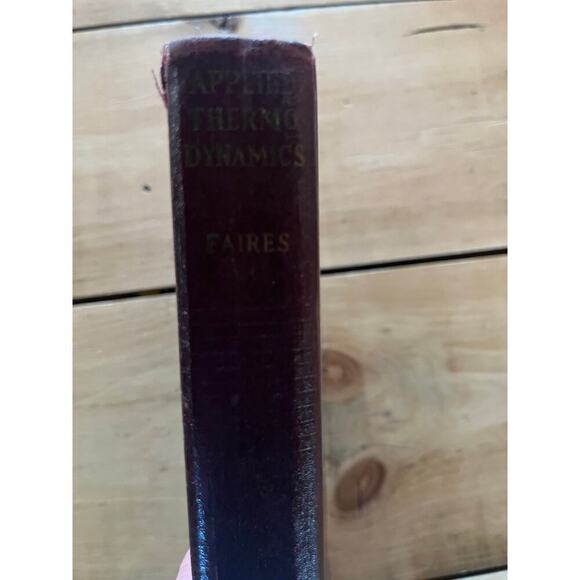 APPLIED
THERMO
DYNAMICS
FAIRES